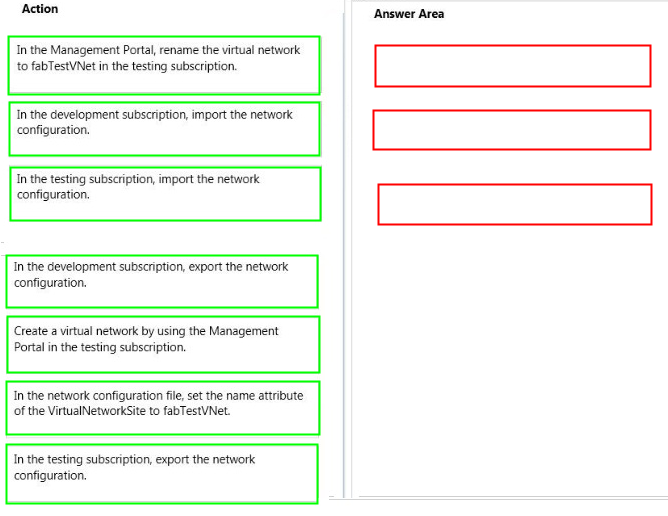 Action
Answer Area
In the Management Portal, rename the virtual network
to fabTestVNet in the testing subscription.
In the development subscription, import the network
configuration.
In the testing subscription, import the network
configuration.
In the development subscription, export the network
configuration.
Create a virtual network by using the Management
Portal in the testing subscription.
In the network configuration file, set the name attribute
of the VirtualNetworkSite to fabTestVNet.
In the testing subscription, export the network
configuration.